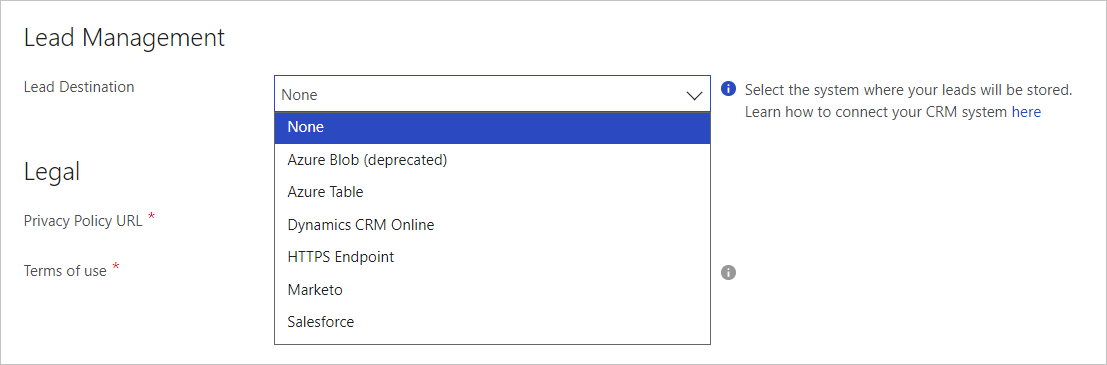 Lead Management
Lead Destination
None
Select the system where your leads will be stored.
Learn how to connect your CRM system here
None
Azure Blob (deprecated)
Azure Table
Dynamics CRM Online
HTTPS Endpoint
Marketo
Salesforce
Legal
Privacy Policy URL *
Terms of use *